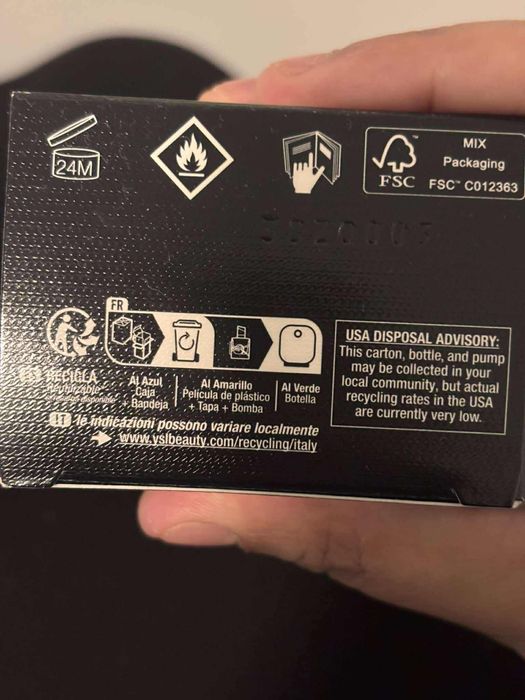 24M
FSC
MIX
Packaging
FSC™ C012363
FR
ES RECICLA
Al Azul
Caja
+ Bandeja
Al Amarillo
Película de plástico
+ Tapa + Bomba
Al Verde
Botella
IT le indicazioni possono variare localmente
www.yslbeauty.com/recycling/italy
USA DISPOSAL ADVISORY:
This carton, bottle, and pump
may be collected in your
local community, but actual
recycling rates in the USA
are currently very low.